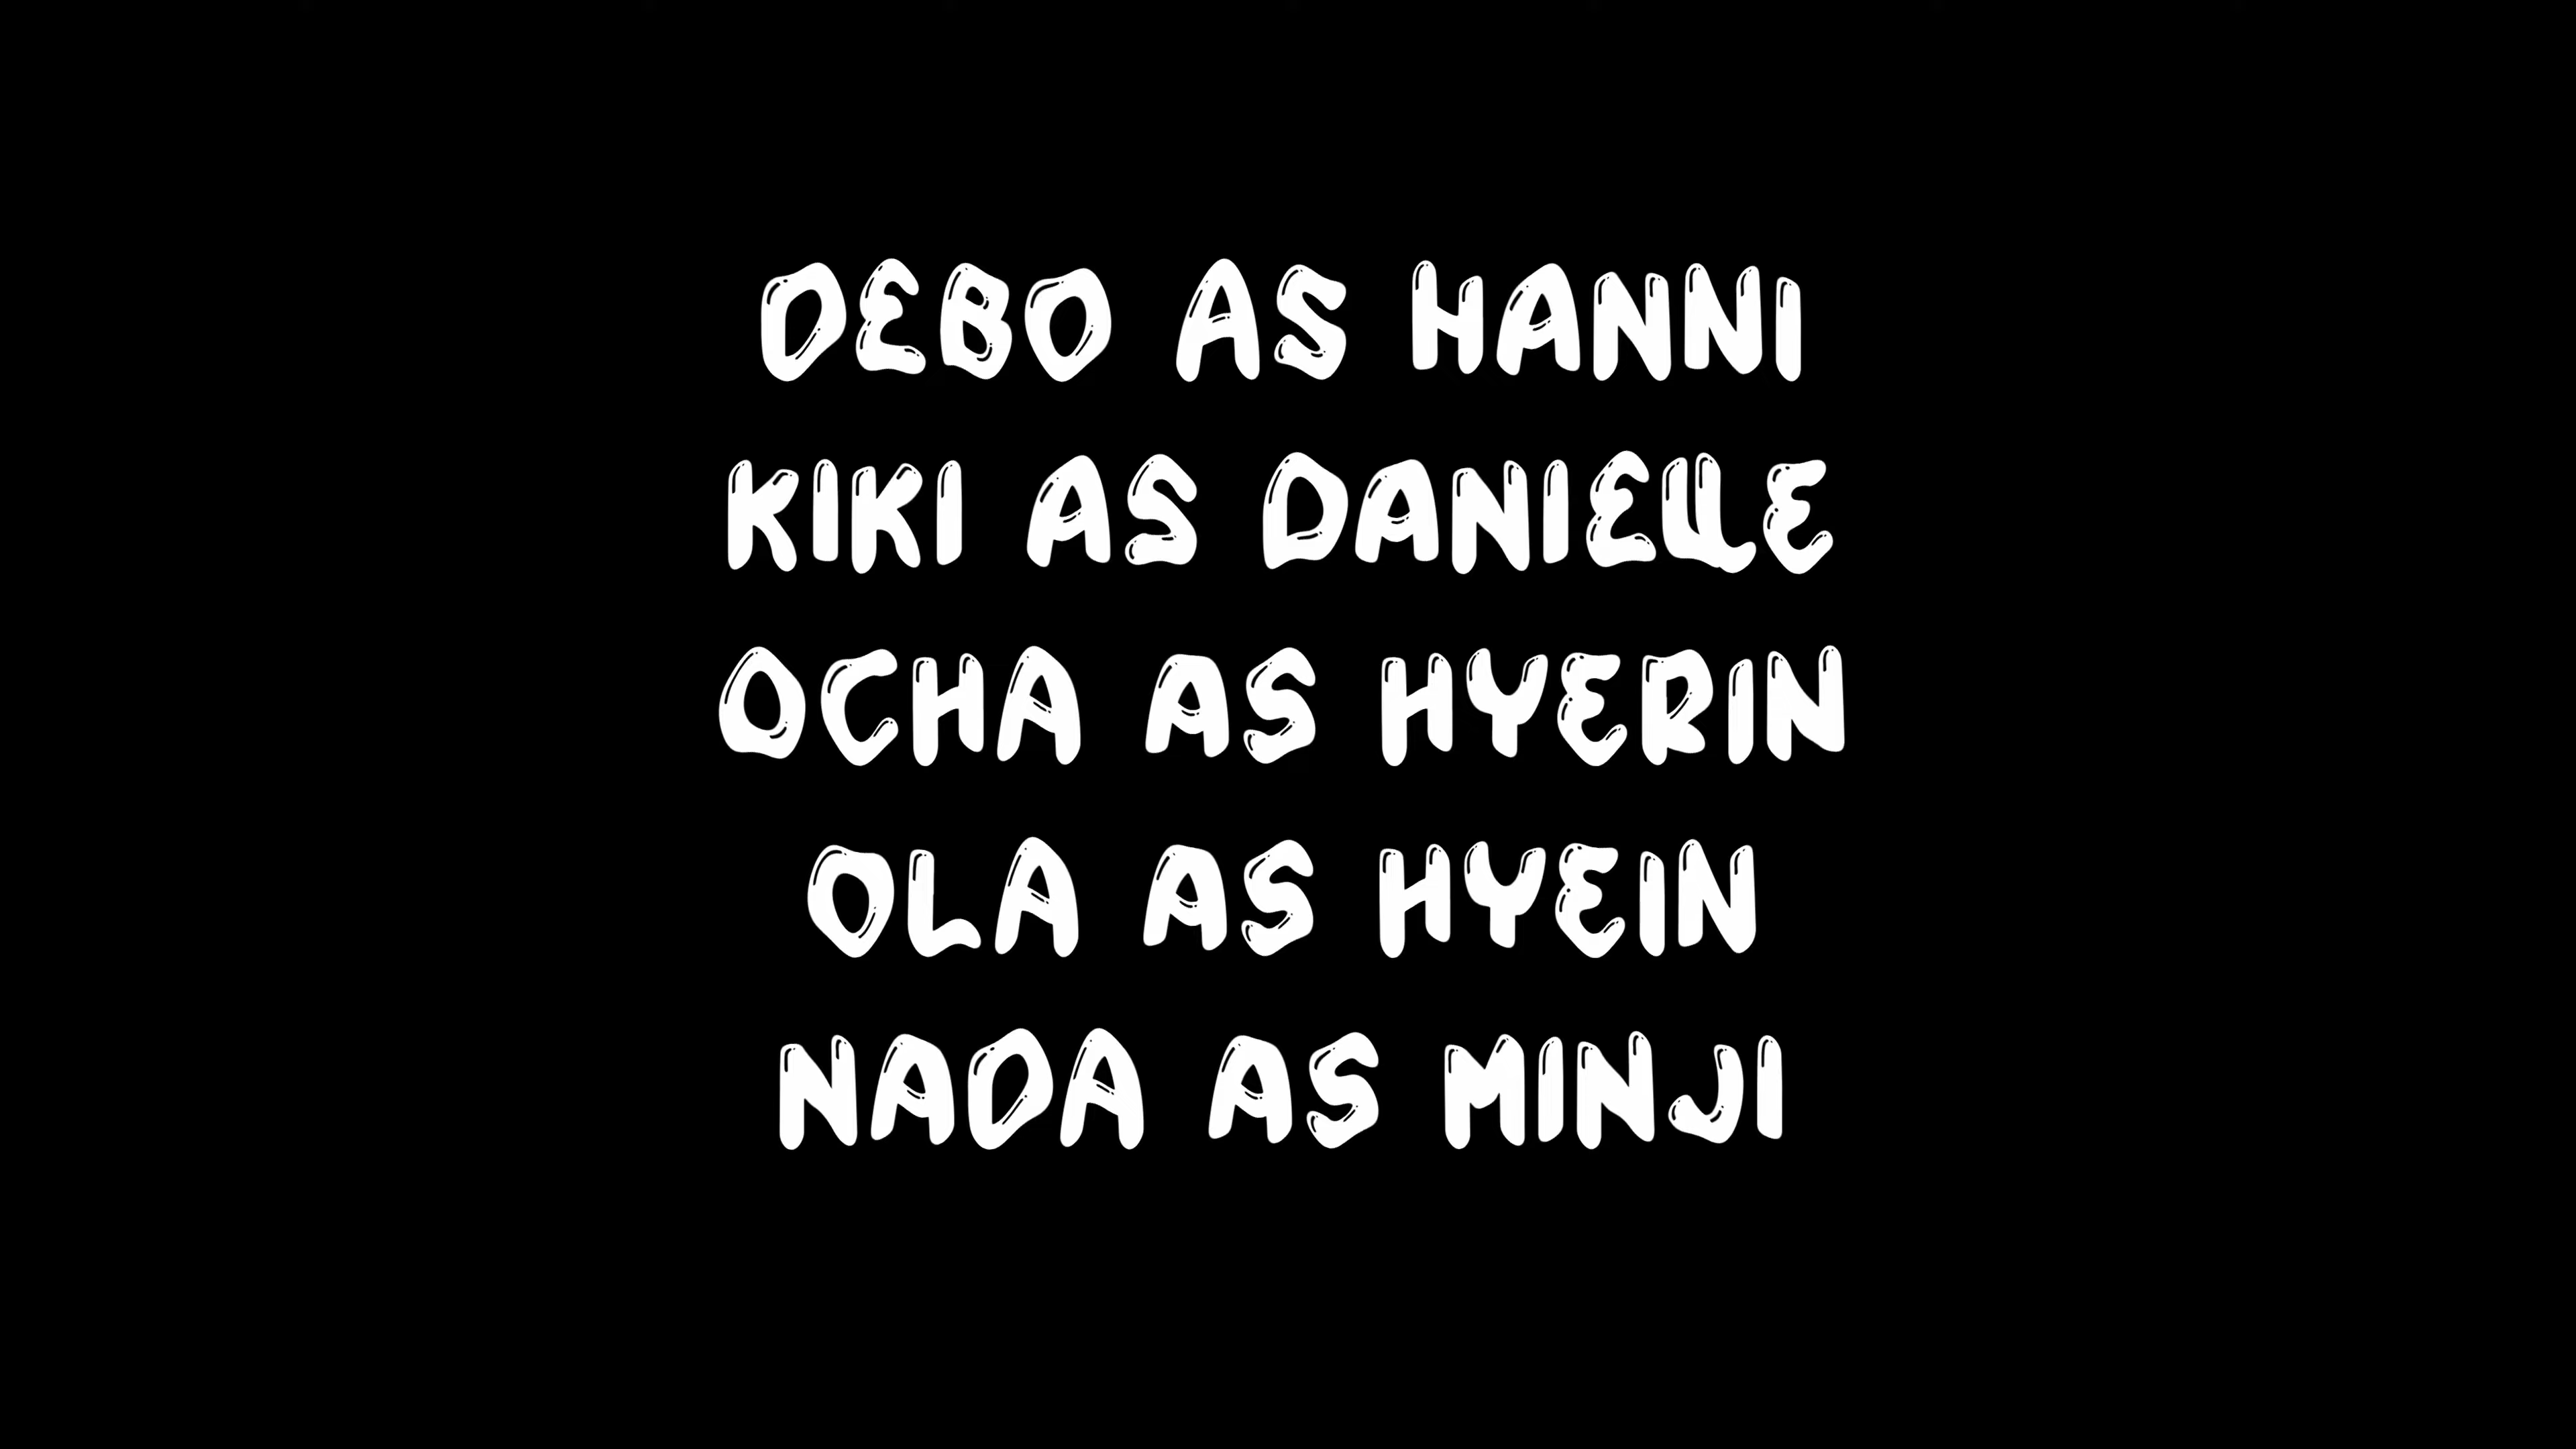 DEBO AS HANNI
KIKI AS DANIELLE
OCHA AS HYERIN
OLA AS HYEIN
NADA AS MINJI